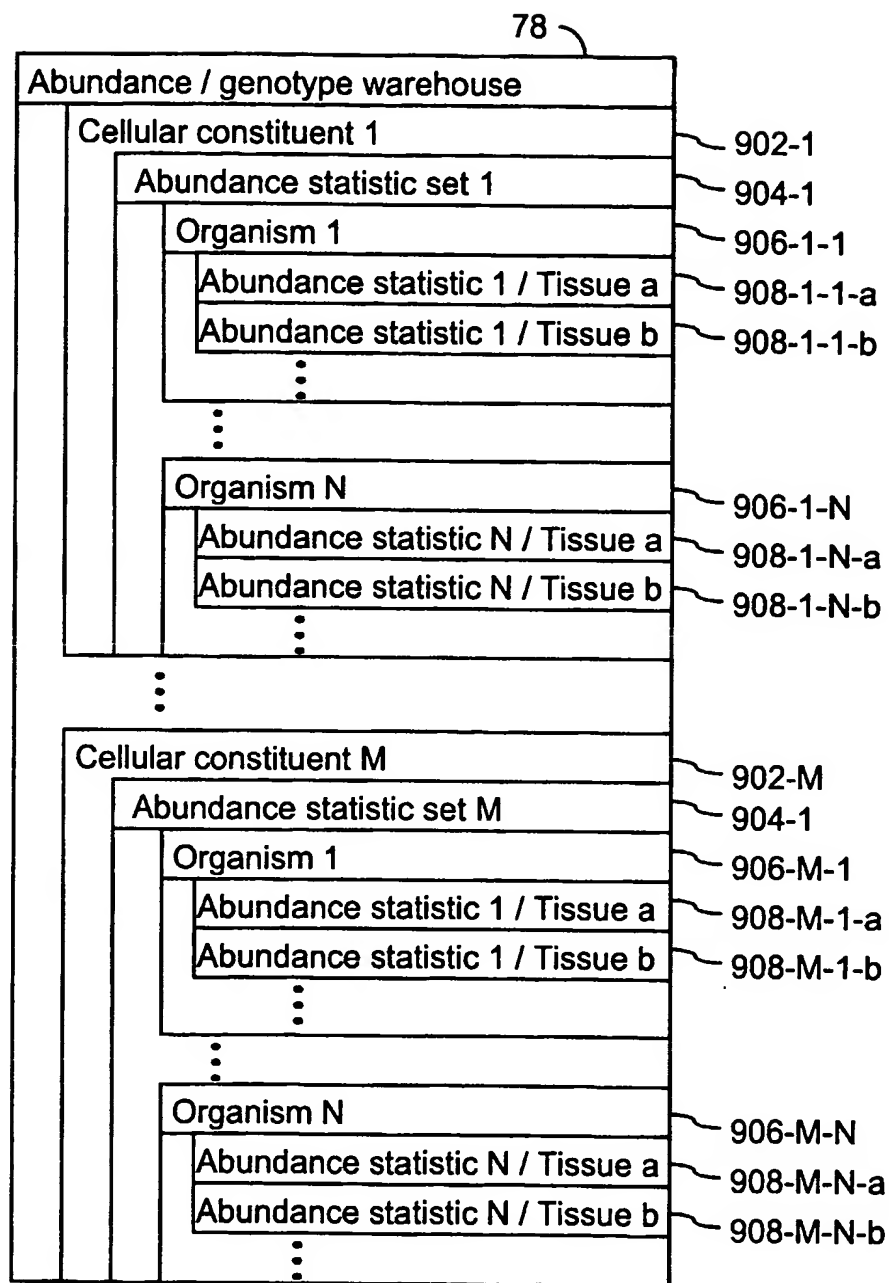 78
Abundance / genotype warehouse
Cellular constituent 1 902-1
Abundance statistic set 1 904-1
Organism 1 906-1-1
Abundance statistic 1 / Tissue a 908-1-1-a
Abundance statistic 1 / Tissue b 908-1-1-b
Organism N 906-1-N
Abundance statistic N / Tissue a 908-1-N-a
Abundance statistic N / Tissue b 908-1-N-b
Cellular constituent M 902-M
Abundance statistic set M 904-1
Organism 1 906-M-1
Abundance statistic 1 / Tissue a 908-M-1-a
Abundance statistic 1 / Tissue b 908-M-1-b
Organism N 906-M-N
Abundance statistic N / Tissue a 908-M-N-a
Abundance statistic N / Tissue b 908-M-N-b